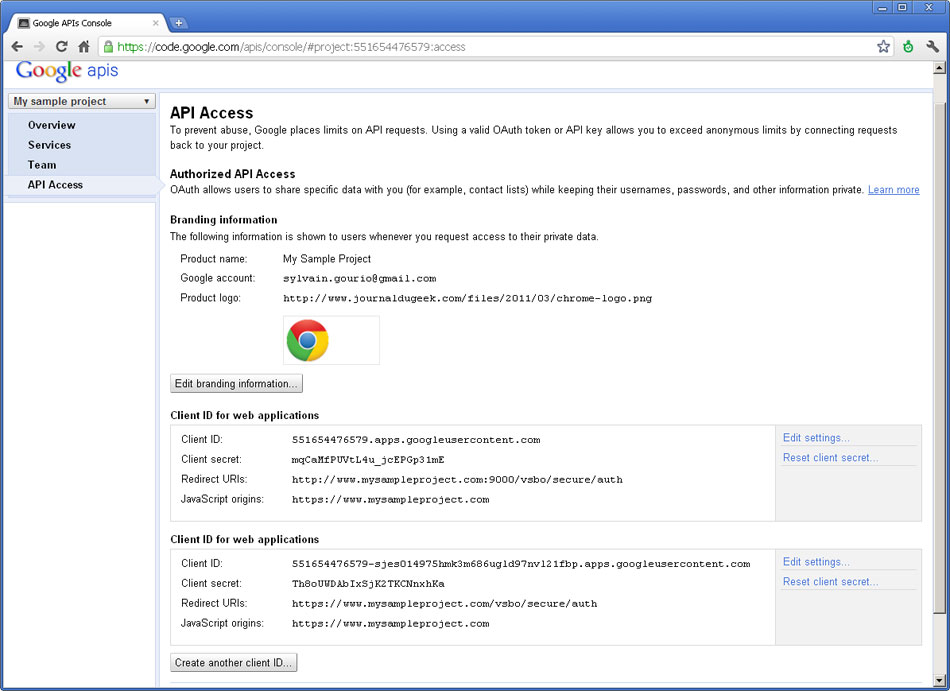 Google APIs Console
https://code.google.com/apis/console/#project:551654476579:access
Google apis
My sample project
Overview
Services
Team
API Access
API Access
To prevent abuse, Google places limits on API requests. Using a valid OAuth token or API key allows you to exceed anonymous limits by connecting requests
back to your project.
Authorized API Access
OAuth allows users to share specific data with you (for example, contact lists) while keeping their usernames, passwords, and other information private. Learn more
Branding information
The following information is shown to users whenever you request access to their private data.
Product name: My Sample Project
Google account: sylvain.gourio@gmail.com
Product logo: http://www.journaldugeek.com/files/2011/03/chrome-logo.png
Edit branding information...
Client ID for web applications
Client ID: 551654476579.apps.googleusercontent.com
Edit settings...
Client secret: mqCaMfPUVtL4u_jcEPGp31mE
Reset client secret...
Redirect URIs: http://www.mysampleproject.com:9000/vsbo/secure/auth
JavaScript origins: https://www.mysampleproject.com
Client ID for web applications
Client ID: 551654476579-sjes014975hmk3m686ugld97nvl21fbp.apps.googleusercontent.com
Edit settings...
Client secret: Th8oUWDAbIxSjK2TKCNnxhKa
Reset client secret...
Redirect URIs: https://www.mysampleproject.com/vsbo/secure/auth
JavaScript origins: https://www.mysampleproject.com
Create another client ID...